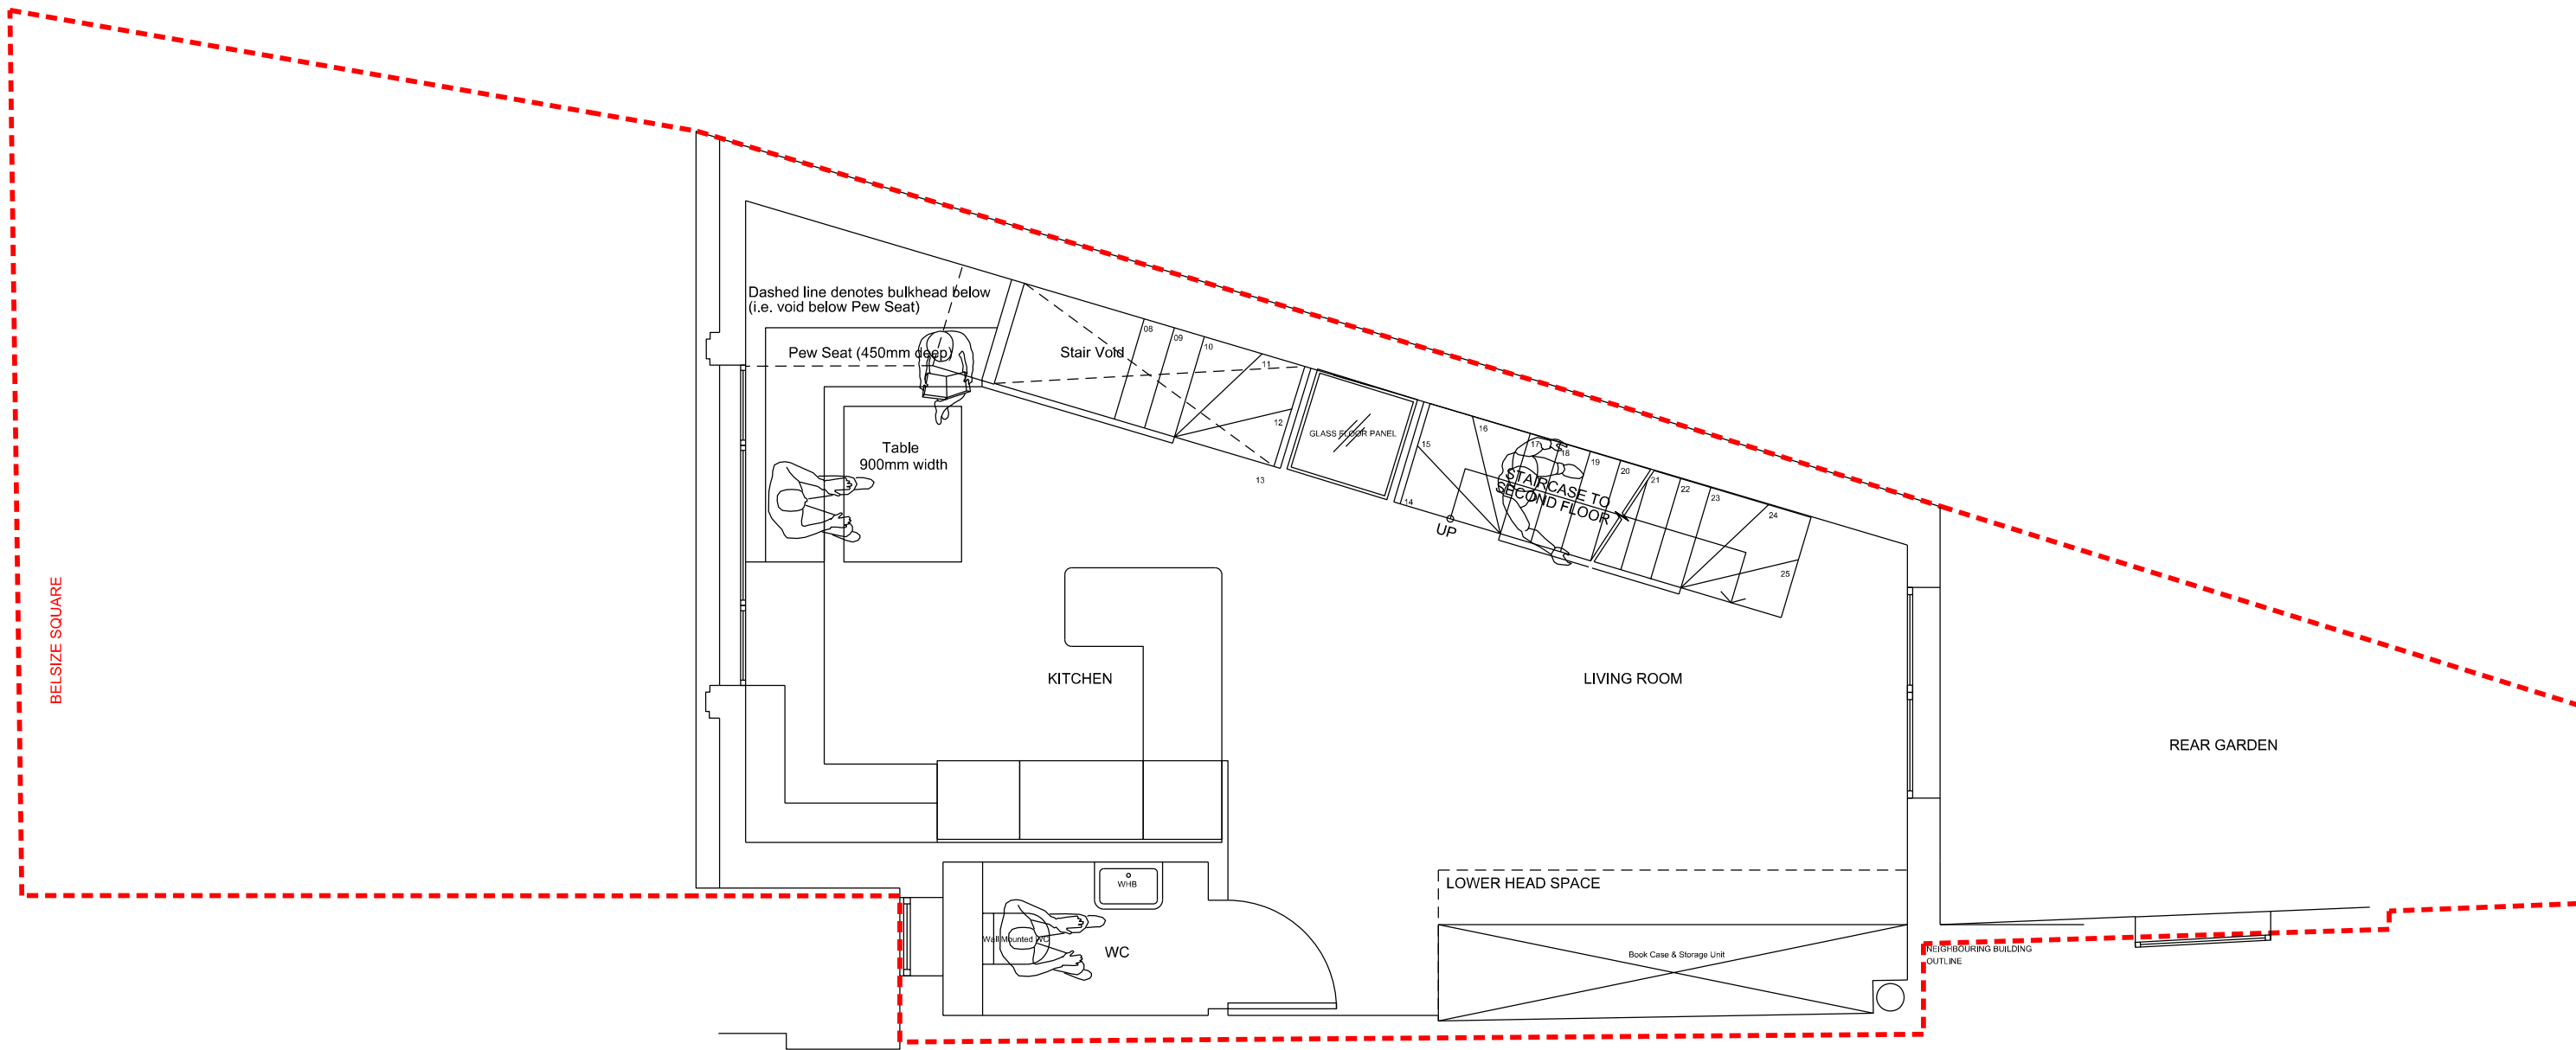 Dashed line denotes bulkhead below
(i.e. void below Pew Seat)
Pew Seat (450mm deep)
Stair Void
08
09
10
11
12
13
Table
900mm width
GLASS FLOOR PANEL
14
15
16
17
18
19
20
21
22
23
24
25
STAIRCASE TO
SECOND FLOOR
UP
BELSIZE SQUARE
KITCHEN
LIVING ROOM
REAR GARDEN
LOWER HEAD SPACE
WHB
Wall Mounted WC
WC
Book Case & Storage Unit
NEIGHBOURING BUILDING
OUTLINE